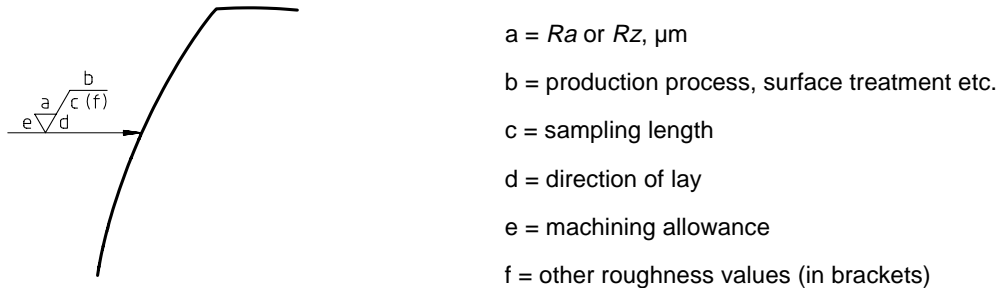 b
a c (f)
e d
a = Ra or Rz, µm
b = production process, surface treatment etc.
c = sampling length
d = direction of lay
e = machining allowance
f = other roughness values (in brackets)